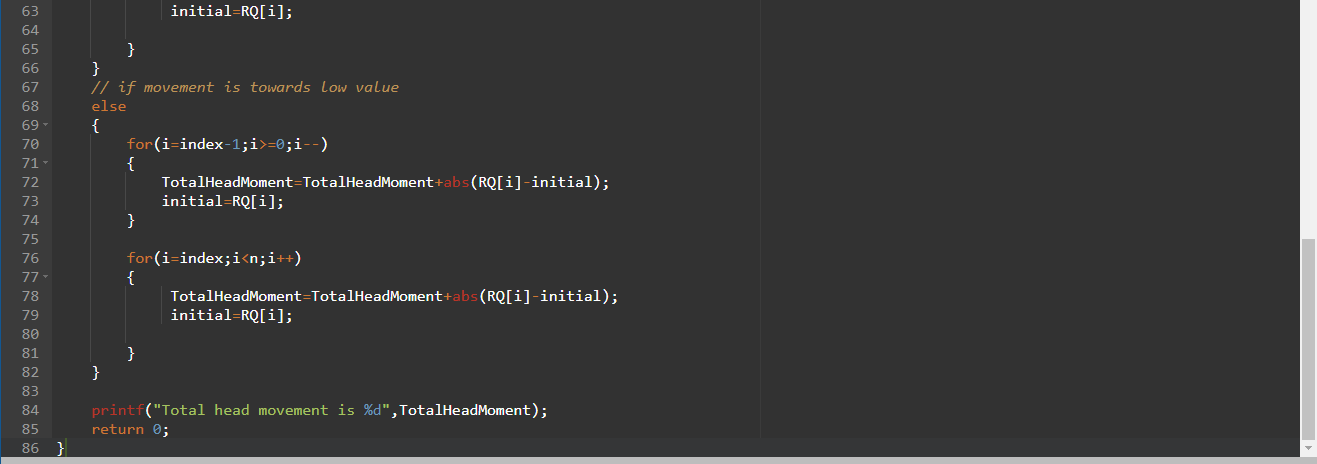 63 initial=RQ[i];
64
65 }
66 }
67 // if movement is towards low value
68 else
69 {
70 for(i=index-1;i>=0;i--)
71 {
72 TotalHeadMoment=TotalHeadMoment+abs(RQ[i]-initial);
73 initial=RQ[i];
74 }
75
76 for(i=index;i<n;i++)
77 {
78 TotalHeadMoment=TotalHeadMoment+abs(RQ[i]-initial);
79 initial=RQ[i];
80
81 }
82 }
83
84 printf("Total head movement is %d",TotalHeadMoment);
85 return 0;
86 }